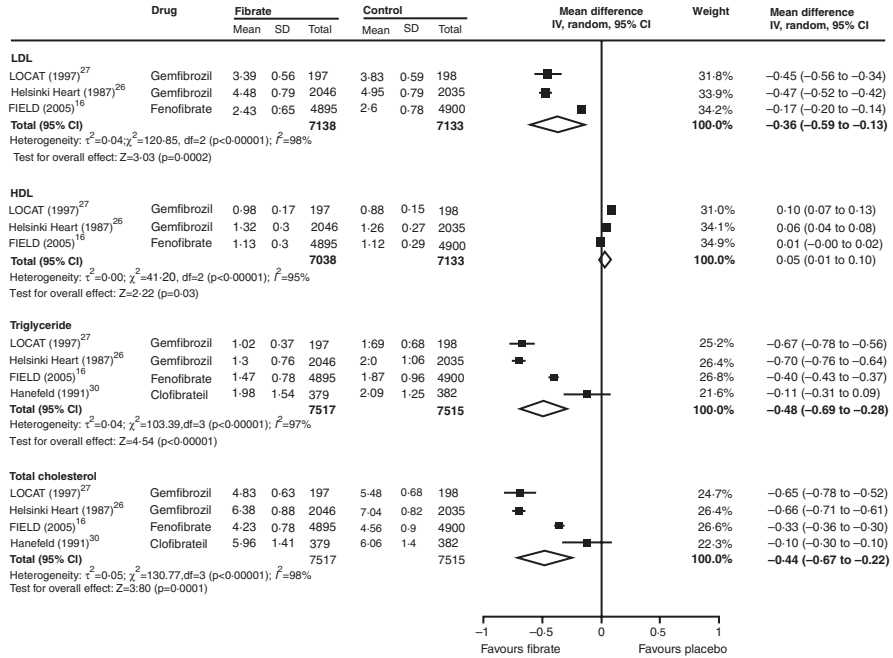 Drug Fibrate Control Mean difference IV, random, 95% CI Weight Mean difference IV, random, 95% CI
Mean SD Total Mean SD Total
LDL
LOCAT (1997)27 Gemfibrozil 3·39 0·56 197 3·83 0·59 198 31·8% −0·45 (−0·56 to −0·34)
Helsinki Heart (1987)26 Gemfibrozil 4·48 0·79 2046 4·95 0·79 2035 33·9% −0·47 (−0·52 to −0·42)
FIELD (2005)16 Fenofibrate 2·43 0·65 4895 2·6 0·78 4900 34·2% −0·17 (−0·20 to −0·14)
Total (95% CI) 7138 7133 100·0% −0·36 (−0·59 to −0·13)
Heterogeneity: τ²=0·04;χ²=120·85, df=2 (p<0·00001); I²=98%
Test for overall effect: Z=3·03 (p=0·0002)
HDL
LOCAT (1997)27 Gemfibrozil 0·98 0·17 197 0·88 0·15 198 31·0% 0·10 (0·07 to 0·13)
Helsinki Heart (1987)26 Gemfibrozil 1·32 0·3 2046 1·26 0·27 2035 34·1% 0·06 (0·04 to 0·08)
FIELD (2005)16 Fenofibrate 1·13 0·3 4895 1·12 0·29 4900 34·9% 0·01 (−0·00 to 0·02)
Total (95% CI) 7038 7133 100.0% 0·05 (0·01 to 0·10)
Heterogeneity: τ²=0·00; χ²=41·20, df=2 (p<0·00001); I²=95%
Test for overall effect: Z=2·22 (p=0·03)
Triglyceride
LOCAT (1997)27 Gemfibrozil 1·02 0·37 197 1:69 0:68 198 25·2% −0·67 (−0·78 to −0·56)
Helsinki Heart (1987)26 Gemfibrozil 1·3 0·76 2046 2:0 1:06 2035 26·4% −0·70 (−0·76 to −0·64)
FIELD (2005)16 Fenofibrate 1·47 0·78 4895 1·87 0·96 4900 26·8% −0·40 (−0·43 to −0·37)
Hanefeld (1991)30 Clofibrateil 1·98 1·54 379 2·09 1·25 382 21·6% −0·11 (−0·31 to 0·09)
Total (95% CI) 7517 7515 100·0% −0·48 (−0·69 to −0·28)
Heterogeneity: τ²=0·04; χ²=103.39,df=3 (p<0·00001); I²=97%
Test for overall effect: Z=4·54 (p<0·00001)
Total cholesterol
LOCAT (1997)27 Gemfibrozil 4·83 0·63 197 5·48 0·68 198 24·7% −0·65 (−0·78 to −0·52)
Helsinki Heart (1987)26 Gemfibrozil 6·38 0·88 2046 7·04 0·82 2035 26·4% −0·66 (−0·71 to −0·61)
FIELD (2005)16 Fenofibrate 4·23 0·78 4895 4·56 0·9 4900 26·6% −0·33 (−0·36 to −0·30)
Hanefeld (1991)30 Clofibrateil 5·96 1·41 379 6·06 1·4 382 22·3% −0·10 (−0·30 to −0·10)
Total (95% CI) 7517 7515 100.0% −0·44 (−0·67 to −0·22)
Heterogeneity: τ²=0·05; χ²=130.77,df=3 (p<0·00001); I²=98%
Test for overall effect: Z=3:80 (p=0·0001)
−1 −0·5 0 0·5 1
Favours fibrate Favours placebo